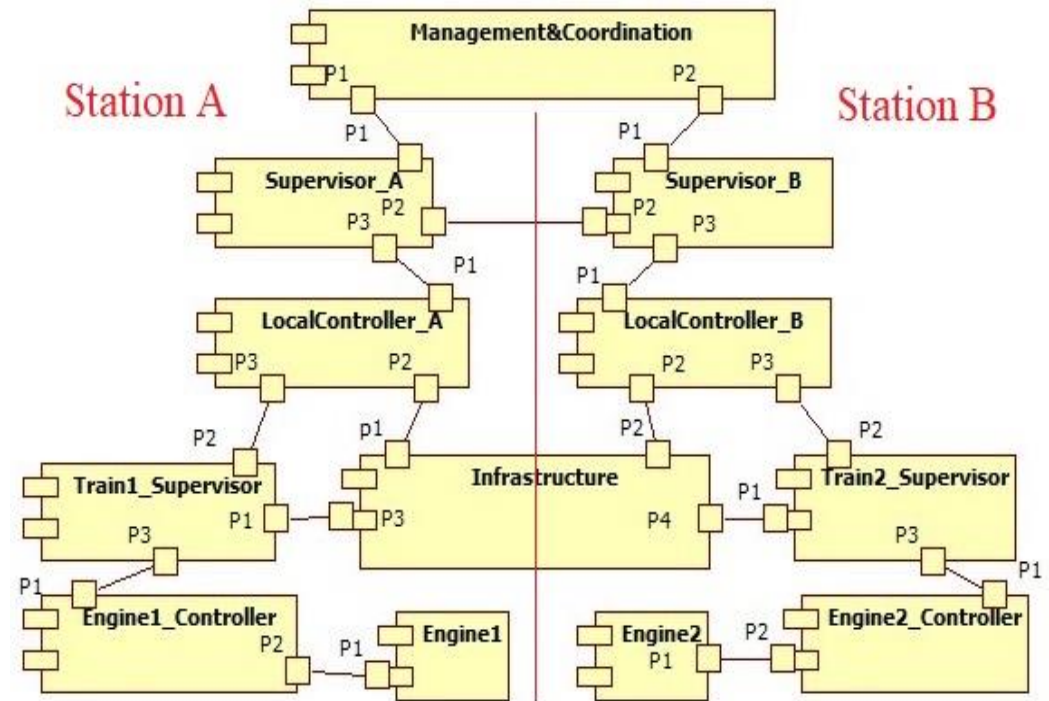 Management&Coordination
P1
P2
Station A
Station B
P1
P1
Supervisor_A
Supervisor_B
P2
P2
P3
P3
P1
P1
LocalController_A
LocalController_B
P3
P2
P2
P3
P2
p1
P2
P2
Train1_Supervisor
Infrastructure
Train2_Supervisor
P1
P3
P4
P1
P3
P3
P1
P1
Engine1_Controller
Engine1
Engine2
Engine2_Controller
P2
P1
P1
P2